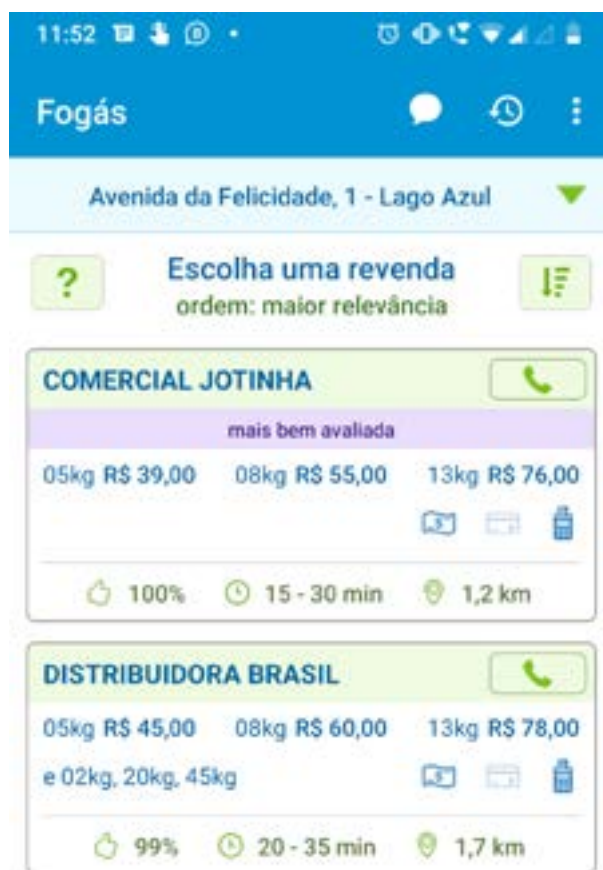 11:52
Fogás
Avenida da Felicidade, 1 - Lago Azul
?
Escolha uma revenda
ordem: maior relevância
COMERCIAL JOTINHA
mais bem avaliada
05kg R$ 39,00 08kg R$ 55,00 13kg R$ 76,00
100% 15 - 30 min 1,2 km
DISTRIBUIDORA BRASIL
05kg R$ 45,00 08kg R$ 60,00 13kg R$ 78,00
e 02kg, 20kg, 45kg
99% 20 - 35 min 1,7 km